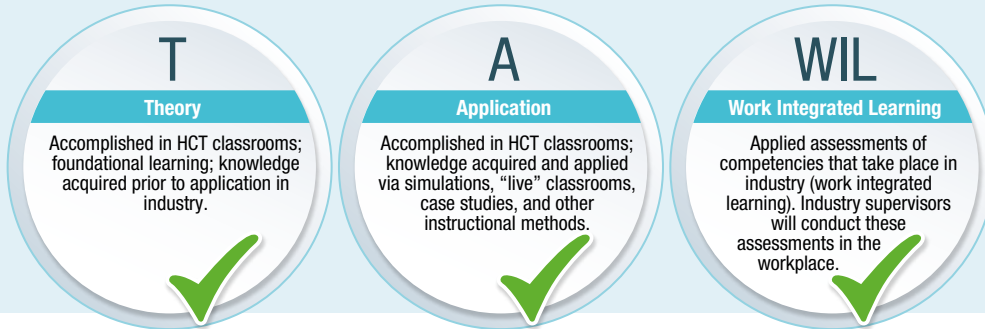 T
Theory
Accomplished in HCT classrooms;
foundational learning; knowledge
acquired prior to application in
industry.
A
Application
Accomplished in HCT classrooms;
knowledge acquired and applied
via simulations, “live” classrooms,
case studies, and other
instructional methods.
WIL
Work Integrated Learning
Applied assessments of
competencies that take place in
industry (work integrated
learning). Industry supervisors
will conduct these
assessments in the
workplace.